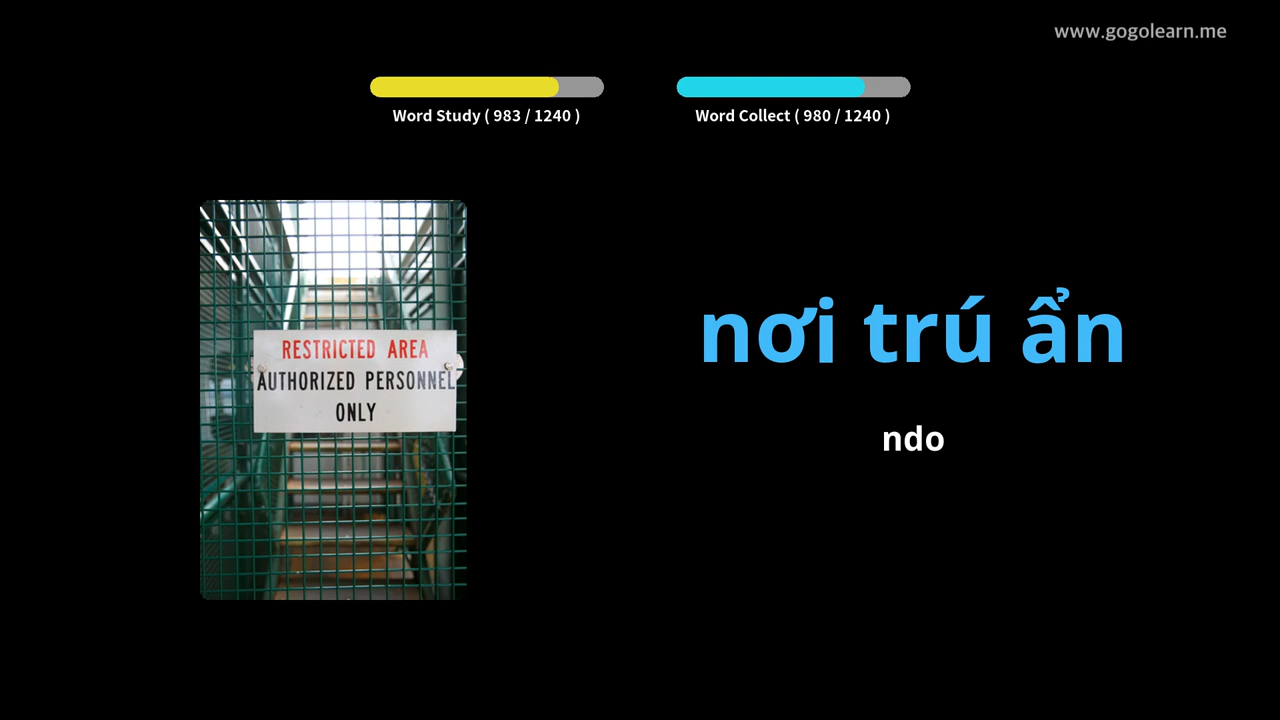 www.gogolearn.me
Word Study ( 983 / 1240 )
Word Collect ( 980 / 1240 )
RESTRICTED AREA
AUTHORIZED PERSONNEL
ONLY
nơi trú ẩn
ndo